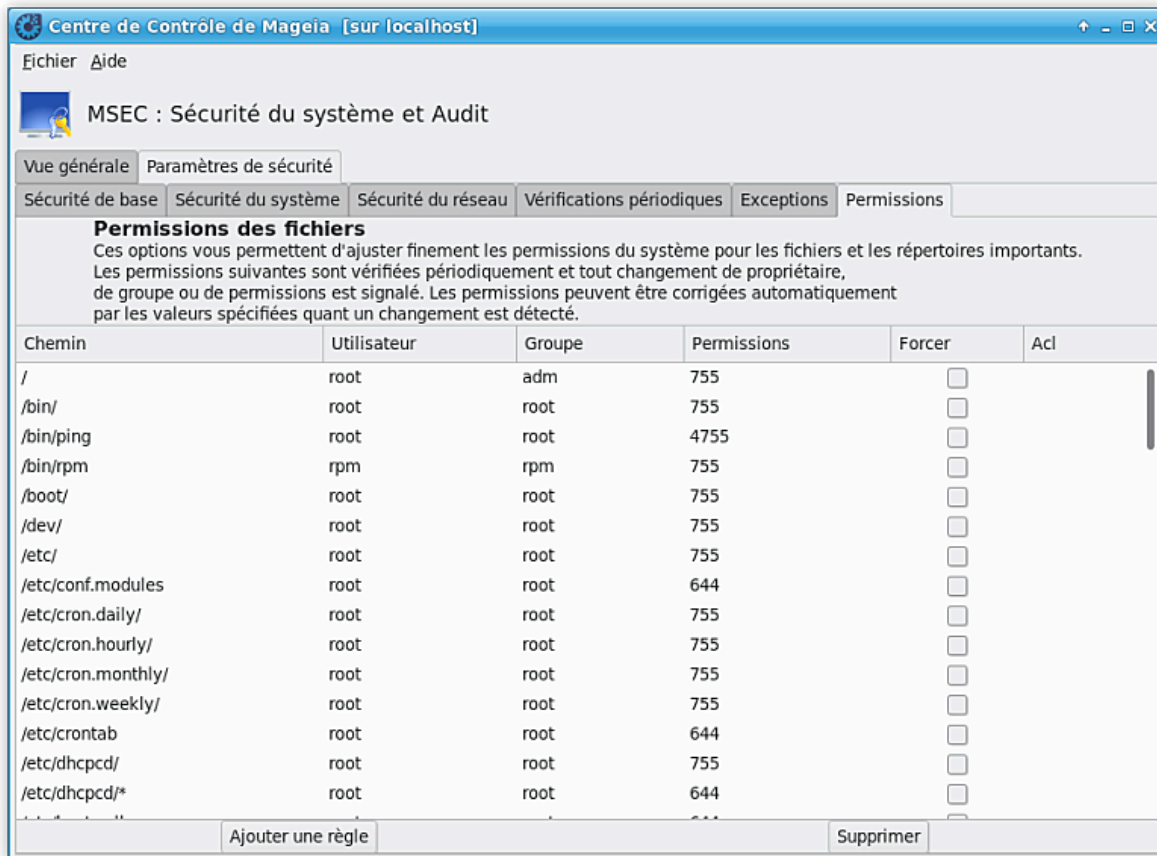 Centre de Contrôle de Mageia [sur localhost]
Fichier Aide
MSEC : Sécurité du système et Audit
Vue générale Paramètres de sécurité
Sécurité de base Sécurité du système Sécurité du réseau Vérifications périodiques Exceptions Permissions
Permissions des fichiers
Ces options vous permettent d'ajuster finement les permissions du système pour les fichiers et les répertoires importants.
Les permissions suivantes sont vérifiées périodiquement et tout changement de propriétaire,
de groupe ou de permissions est signalé. Les permissions peuvent être corrigées automatiquement
par les valeurs spécifiées quant un changement est détecté.
Chemin Utilisateur Groupe Permissions Forcer Acl
/ root adm 755
/bin/ root root 755
/bin/ping root root 4755
/bin/rpm rpm rpm 755
/boot/ root root 755
/dev/ root root 755
/etc/ root root 755
/etc/conf.modules root root 644
/etc/cron.daily/ root root 755
/etc/cron.hourly/ root root 755
/etc/cron.monthly/ root root 755
/etc/cron.weekly/ root root 755
/etc/crontab root root 644
/etc/dhcpcd/ root root 755
/etc/dhcpcd/* root root 644
Ajouter une règle Supprimer